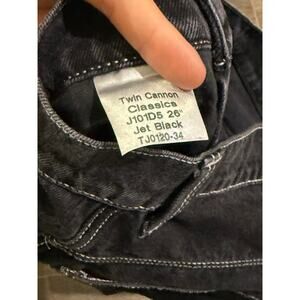 Twin Cannon
Classics
J101D5 26"
Jet Black
TJ0120-34